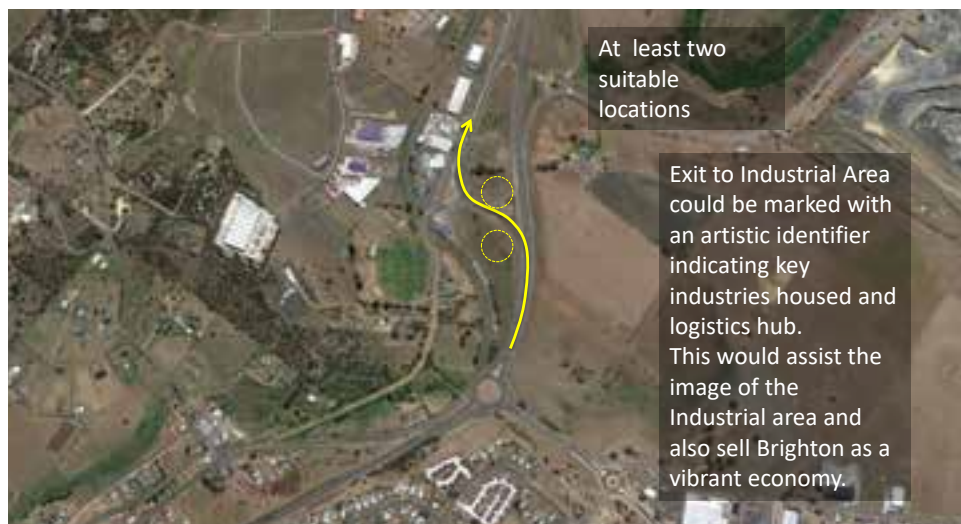 At least two
suitable
locations
Exit to Industrial Area
could be marked with
an artistic identifier
indicating key
industries housed and
logistics hub.
This would assist the
image of the
Industrial area and
also sell Brighton as a
vibrant economy.